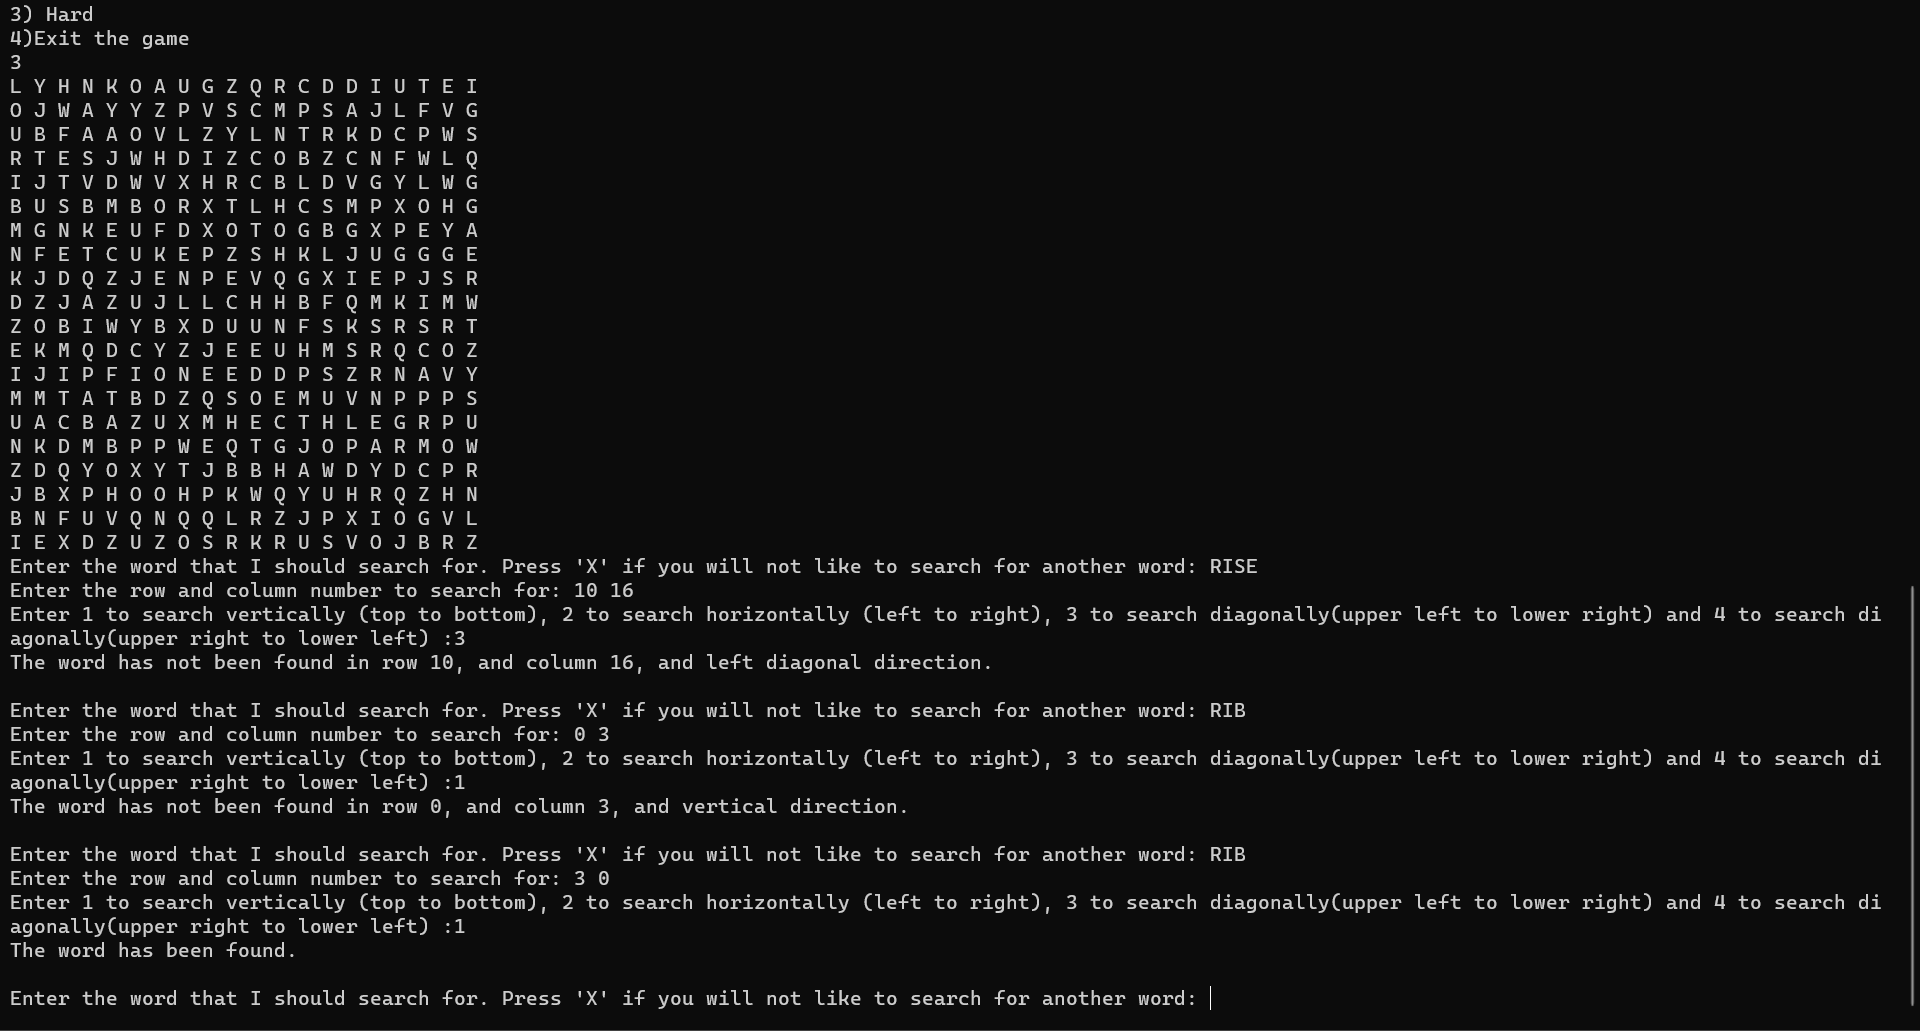 3) Hard
4)Exit the game
3
L Y H N K O A U G Z Q R C D D I U T E I
O J W A Y Y Z P V S C M P S A J L F V G
U B F A A O V L Z Y L N T R K D C P W S
R T E S J W H D I Z C O B Z C N F W L Q
I J T V D W V X H R C B L D V G Y L W G
B U S B M B O R X T L H C S M P X O H G
M G N K E U F D X O T O G B G X P E Y A
N F E T C U K E P Z S H K L J U G G G E
K J D Q Z J E N P E V Q G X I E P J S R
D Z J A Z U J L L C H H B F Q M K I M W
Z O B I W Y B X D U U N F S K S R S R T
E K M Q D C Y Z J E E U H M S R Q C O Z
I J I P F I O N E E D D P S Z R N A V Y
M M T A T B D Z Q S O E M U V N P P P S
U A C B A Z U X M H E C T H L E G R P U
N K D M B P P W E Q T G J O P A R M O W
Z D Q Y O X Y T J B B H A W D Y D C P R
J B X P H O O H P K W Q Y U H R Q Z H N
B N F U V Q N Q Q L R Z J P X I O G V L
I E X D Z U Z O S R K R U S V O J B R Z
Enter the word that I should search for. Press 'X' if you will not like to search for another word: RISE
Enter the row and column number to search for: 10 16
Enter 1 to search vertically (top to bottom), 2 to search horizontally (left to right), 3 to search diagonally(upper left to lower right) and 4 to search di
agonally(upper right to lower left) :3
The word has not been found in row 10, and column 16, and left diagonal direction.
Enter the word that I should search for. Press 'X' if you will not like to search for another word: RIB
Enter the row and column number to search for: 0 3
Enter 1 to search vertically (top to bottom), 2 to search horizontally (left to right), 3 to search diagonally(upper left to lower right) and 4 to search di
agonally(upper right to lower left) :1
The word has not been found in row 0, and column 3, and vertical direction.
Enter the word that I should search for. Press 'X' if you will not like to search for another word: RIB
Enter the row and column number to search for: 3 0
Enter 1 to search vertically (top to bottom), 2 to search horizontally (left to right), 3 to search diagonally(upper left to lower right) and 4 to search di
agonally(upper right to lower left) :1
The word has been found.
Enter the word that I should search for. Press 'X' if you will not like to search for another word: